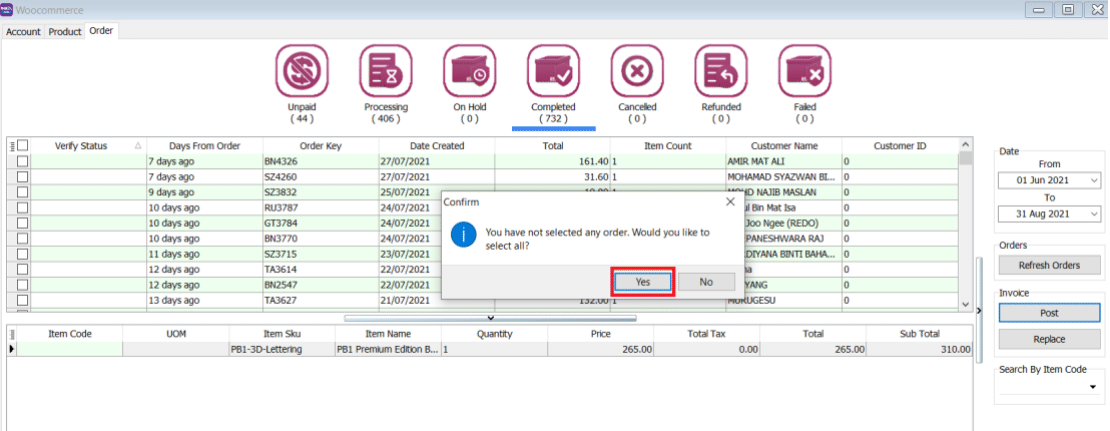 Woocommerce
Account Product Order
Unpaid Processing On Hold Completed Cancelled Refunded Failed
( 44 ) ( 406 ) ( 0 ) ( 732 ) ( 0 ) ( 0 ) ( 0 )
Verify Status Days From Order Order Key Date Created Total Item Count Customer Name Customer ID
7 days ago BN4326 27/07/2021 161.40 1 AMIR MAT ALI 0
7 days ago SZ4260 27/07/2021 31.60 1 MOHAMAD SYAZWAN BI... 0
9 days ago SZ3832 25/07/2021 NAJIB MASLAN 0
10 days ago RU3787 24/07/2021 Bin Mat Isa 0
10 days ago GT3784 24/07/2021 Joo Ngee (REDO) 0
10 days ago BN3770 24/07/2021 PANESHWARA RAJ 0
11 days ago SZ3715 23/07/2021 DIYANA BINTI BAHA... 0
12 days ago TA3614 22/07/2021 0
12 days ago BN2547 22/07/2021 YANG 0
13 days ago TA3627 21/07/2021 132.00 1 MURUGESU 0
Confirm
You have not selected any order. Would you like to
select all?
Yes No
Item Code UOM Item Sku Item Name Quantity Price Total Tax Total Sub Total
PB1-3D-Lettering PB1 Premium Edition B... 1 265.00 0.00 265.00 310.00
Date
From
01 Jun 2021
To
31 Aug 2021
Orders
Refresh Orders
Invoice
Post
Replace
Search By Item Code